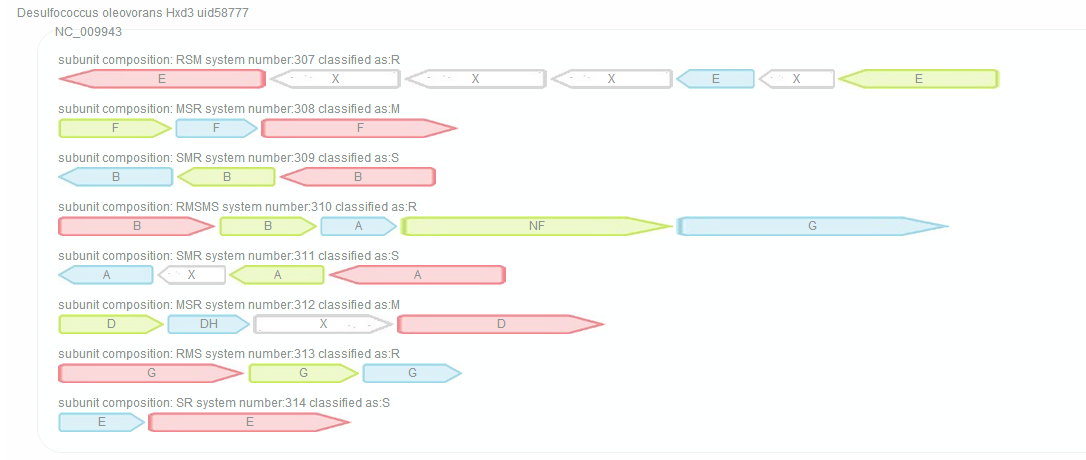 Desulfococcus oleovorans Hxd3 uid58777
NC_009943
subunit composition: RSM system number:307 classified as:R
E X X X E X E
subunit composition: MSR system number:308 classified as:M
F F F
subunit composition: SMR system number:309 classified as:S
B B B
subunit composition: RMSMS system number:310 classified as:R
B B A NF G
subunit composition: SMR system number:311 classified as:S
A X A A
subunit composition: MSR system number:312 classified as:M
D DH X D
subunit composition: RMS system number:313 classified as:R
G G G
subunit composition: SR system number:314 classified as:S
E E